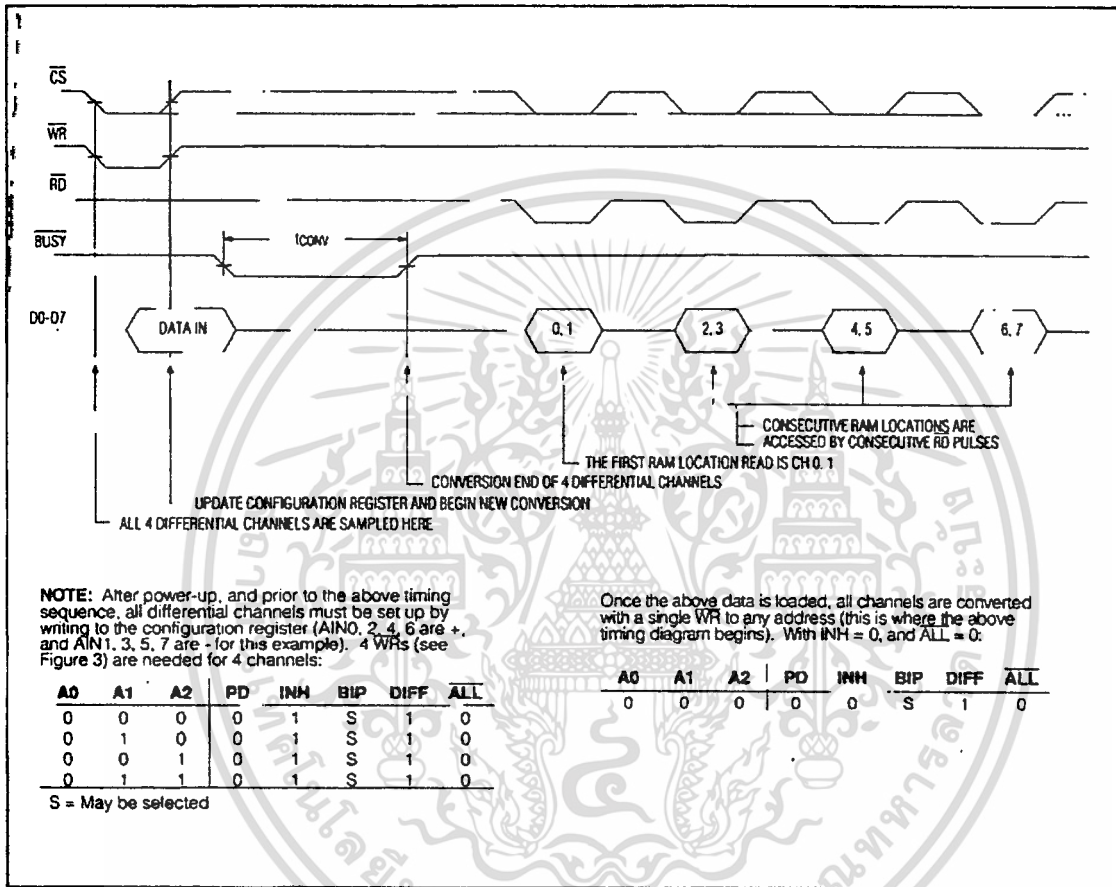 CS
WR
RD
BUSY
tCONV
D0-D7
DATA IN
0, 1
2, 3
4, 5
6, 7
...
CONSECUTIVE RAM LOCATIONS ARE
ACCESSED BY CONSECUTIVE RD PULSES
THE FIRST RAM LOCATION READ IS CH 0, 1
CONVERSION END OF 4 DIFFERENTIAL CHANNELS
UPDATE CONFIGURATION REGISTER AND BEGIN NEW CONVERSION
ALL 4 DIFFERENTIAL CHANNELS ARE SAMPLED HERE
NOTE: After power-up, and prior to the above timing
sequence, all differential channels must be set up by
writing to the configuration register (AIN0, 2, 4, 6 are +,
and AIN1, 3, 5, 7 are - for this example). 4 WRs (see
Figure 3) are needed for 4 channels:
A0 A1 A2 PD INH BIP DIFF ALL
0 0 0 0 1 S 1 0
0 1 0 0 1 S 1 0
0 0 1 0 1 S 1 0
0 1 1 0 1 S 1 0
S = May be selected
Once the above data is loaded, all channels are converted
with a single WR to any address (this is where the above
timing diagram begins). With INH = 0, and ALL = 0:
A0 A1 A2 PD INH BIP DIFF ALL
0 0 0 0 0 S 1 0